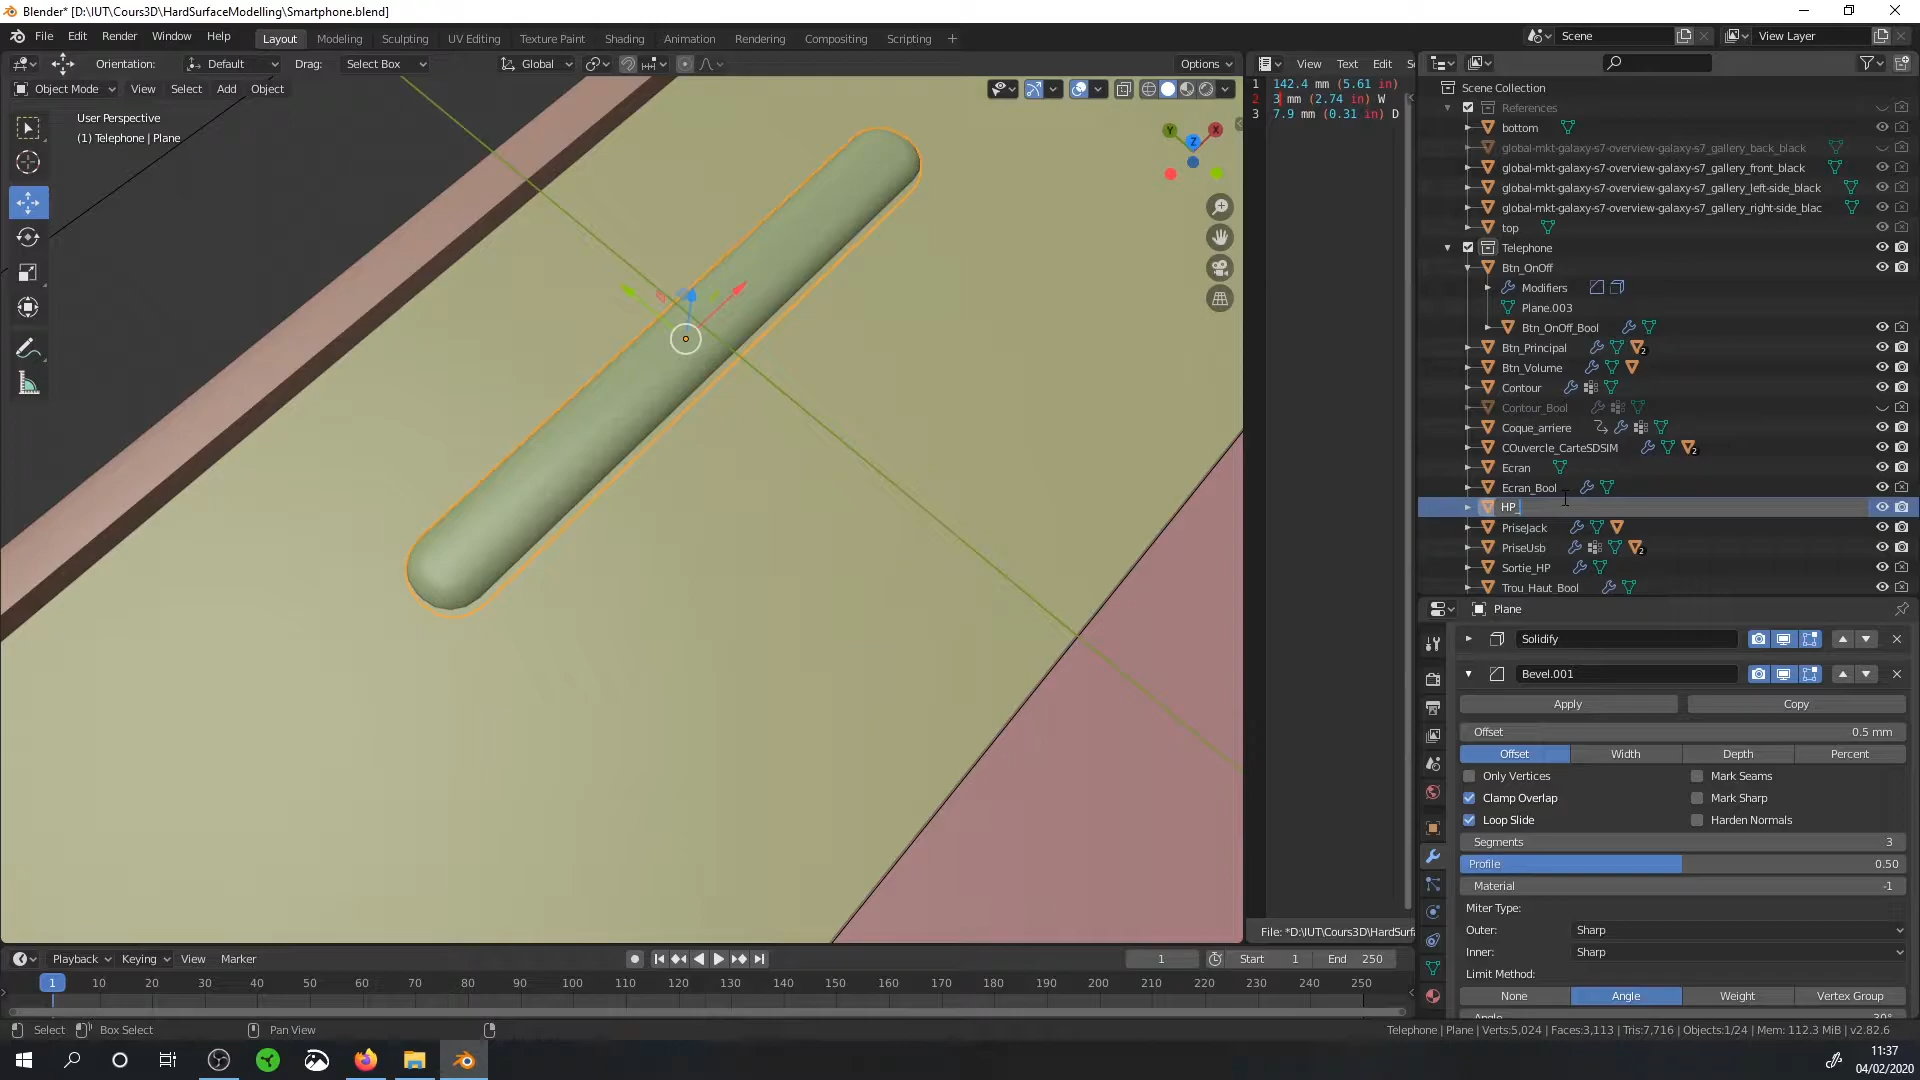 Blender* [D:\IUT\Cours3D\HardSurfaceModelling\Smartphone.blend]
File Edit Render Window Help
Layout Modeling Sculpting UV Editing Texture Paint Shading Animation Rendering Compositing Scripting +
Scene
View Layer
Orientation: Default Drag: Select Box Global Options
View Text Edit
Object Mode View Select Add Object
User Perspective
(1) Telephone | Plane
X
Y
Z
1 142.4 mm (5.61 in)
2 3 mm (2.74 in) W
3 7.9 mm (0.31 in) D
File: *D:\IUT\Cours3D\HardSurfa
Scene Collection
References
bottom
global-mkt-galaxy-s7-overview-galaxy-s7_gallery_back_black
global-mkt-galaxy-s7-overview-galaxy-s7_gallery_front_black
global-mkt-galaxy-s7-overview-galaxy-s7_gallery_left-side_black
global-mkt-galaxy-s7-overview-galaxy-s7_gallery_right-side_blac
top
Telephone
Btn_OnOff
Modifiers
Plane.003
Btn_OnOff_Bool
Btn_Principal 2
Btn_Volume
Contour
Contour_Bool
Coque_arriere
COuvercle_CarteSDSIM 2
Ecran
Ecran_Bool
HP_
PriseJack
PriseUsb 2
Sortie_HP
Trou_Haut_Bool
Plane
Solidify
Bevel.001
Apply Copy
Offset 0.5 mm
Offset Width Depth Percent
Only Vertices Mark Seams
Clamp Overlap Mark Sharp
Loop Slide Harden Normals
Segments 3
Profile 0.50
Material -1
Miter Type:
Outer: Sharp
Inner: Sharp
Limit Method:
None Angle Weight Vertex Group
Angle 30°
Playback Keying View Marker 1 Start 1 End 250
1 10 20 30 40 50 60 70 80 90 100 110 120 130 140 150 160 170 180 190 200 210 220 230 240 250
Select Box Select Pan View
Telephone | Plane | Verts:5,024 | Faces:3,113 | Tris:7,716 | Objects:1/24 | Mem: 112.3 MiB | v2.82.6
11:37
04/02/2020